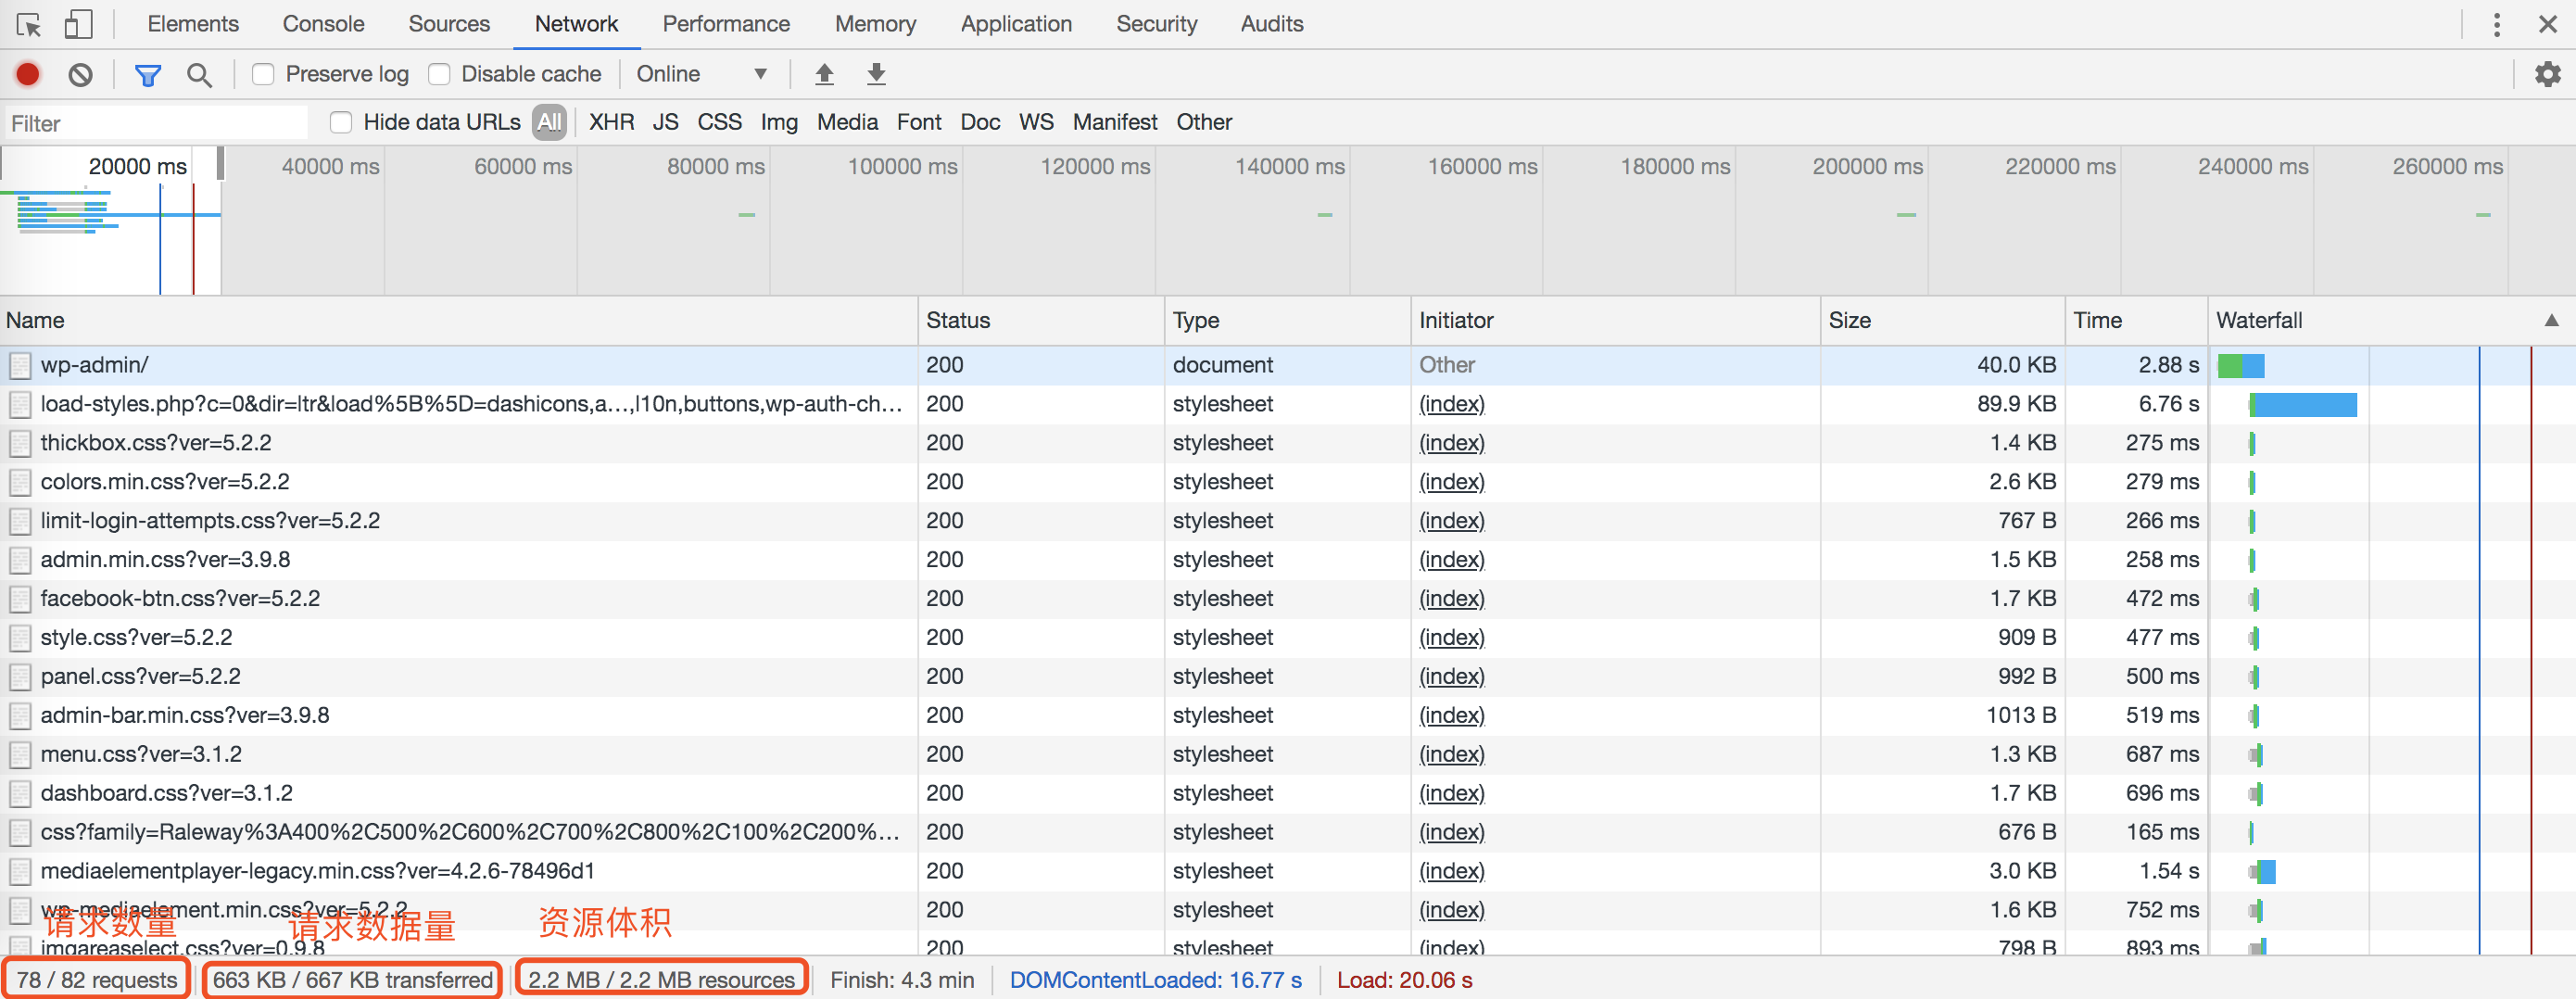 Elements Console Sources Network Performance Memory Application Security Audits
Preserve log Disable cache Online
Filter Hide data URLs All XHR JS CSS Img Media Font Doc WS Manifest Other
20000 ms 40000 ms 60000 ms 80000 ms 100000 ms 120000 ms 140000 ms 160000 ms 180000 ms 200000 ms 220000 ms 240000 ms 260000 ms
Name Status Type Initiator Size Time Waterfall
wp-admin/ 200 document Other 40.0 KB 2.88 s
load-styles.php?c=0&dir=ltr&load%5B%5D=dashicons,a…,l10n,buttons,wp-auth-ch… 200 stylesheet (index) 89.9 KB 6.76 s
thickbox.css?ver=5.2.2 200 stylesheet (index) 1.4 KB 275 ms
colors.min.css?ver=5.2.2 200 stylesheet (index) 2.6 KB 279 ms
limit-login-attempts.css?ver=5.2.2 200 stylesheet (index) 767 B 266 ms
admin.min.css?ver=3.9.8 200 stylesheet (index) 1.5 KB 258 ms
facebook-btn.css?ver=5.2.2 200 stylesheet (index) 1.7 KB 472 ms
style.css?ver=5.2.2 200 stylesheet (index) 909 B 477 ms
panel.css?ver=5.2.2 200 stylesheet (index) 992 B 500 ms
admin-bar.min.css?ver=3.9.8 200 stylesheet (index) 1013 B 519 ms
menu.css?ver=3.1.2 200 stylesheet (index) 1.3 KB 687 ms
dashboard.css?ver=3.1.2 200 stylesheet (index) 1.7 KB 696 ms
css?family=Raleway%3A400%2C500%2C600%2C700%2C800%2C100%2C200%… 200 stylesheet (index) 676 B 165 ms
mediaelementplayer-legacy.min.css?ver=4.2.6-78496d1 200 stylesheet (index) 3.0 KB 1.54 s
wp-mediaelement.min.css?ver=5.2.2 200 stylesheet (index) 1.6 KB 752 ms
请求数量 请求数据量 资源体积
imgareaselect.css?ver=0.9.8 200 stylesheet (index) 798 B 893 ms
78 / 82 requests 663 KB / 667 KB transferred 2.2 MB / 2.2 MB resources Finish: 4.3 min DOMContentLoaded: 16.77 s Load: 20.06 s